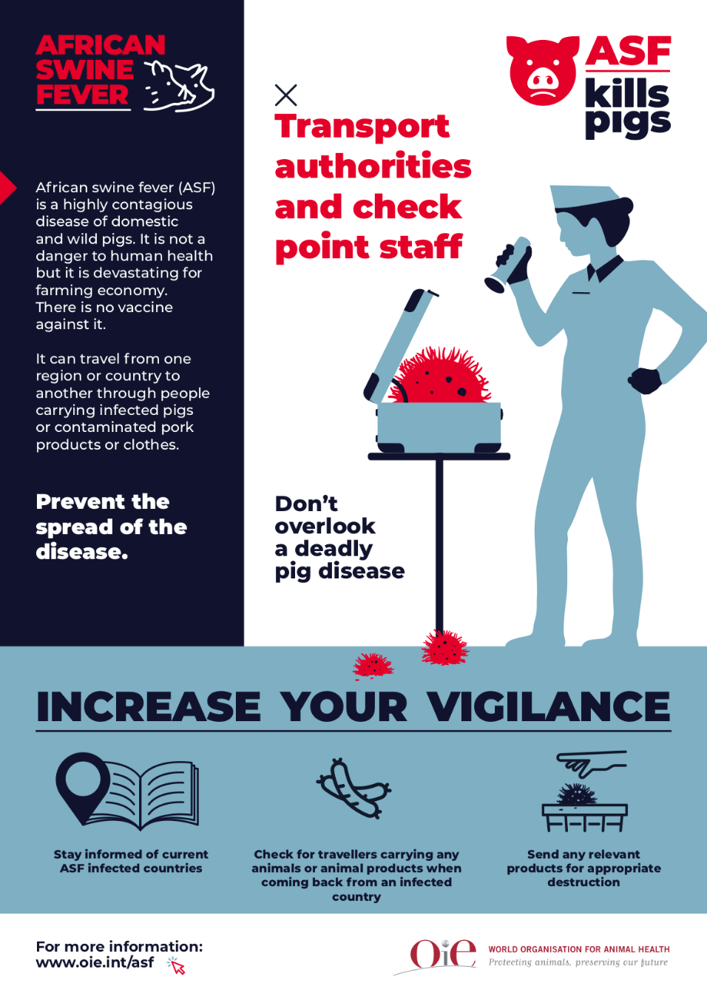 AFRICAN
SWINE
FEVER
African swine fever (ASF)
is a highly contagious
disease of domestic
and wild pigs. It is not a
danger to human health
but it is devastating for
farming economy.
There is no vaccine
against it.
It can travel from one
region or country to
another through people
carrying infected pigs
or contaminated pork
products or clothes.
Prevent the
spread of the
disease.
ASF
kills
pigs
Transport
authorities
and check
point staff
Don’t
overlook
a deadly
pig disease
INCREASE YOUR VIGILANCE
Stay informed of current
ASF infected countries
Check for travellers carrying any
animals or animal products when
coming back from an infected
country
Send any relevant
products for appropriate
destruction
For more information:
www.oie.int/asf
oie
WORLD ORGANISATION FOR ANIMAL HEALTH
Protecting animals, preserving our future